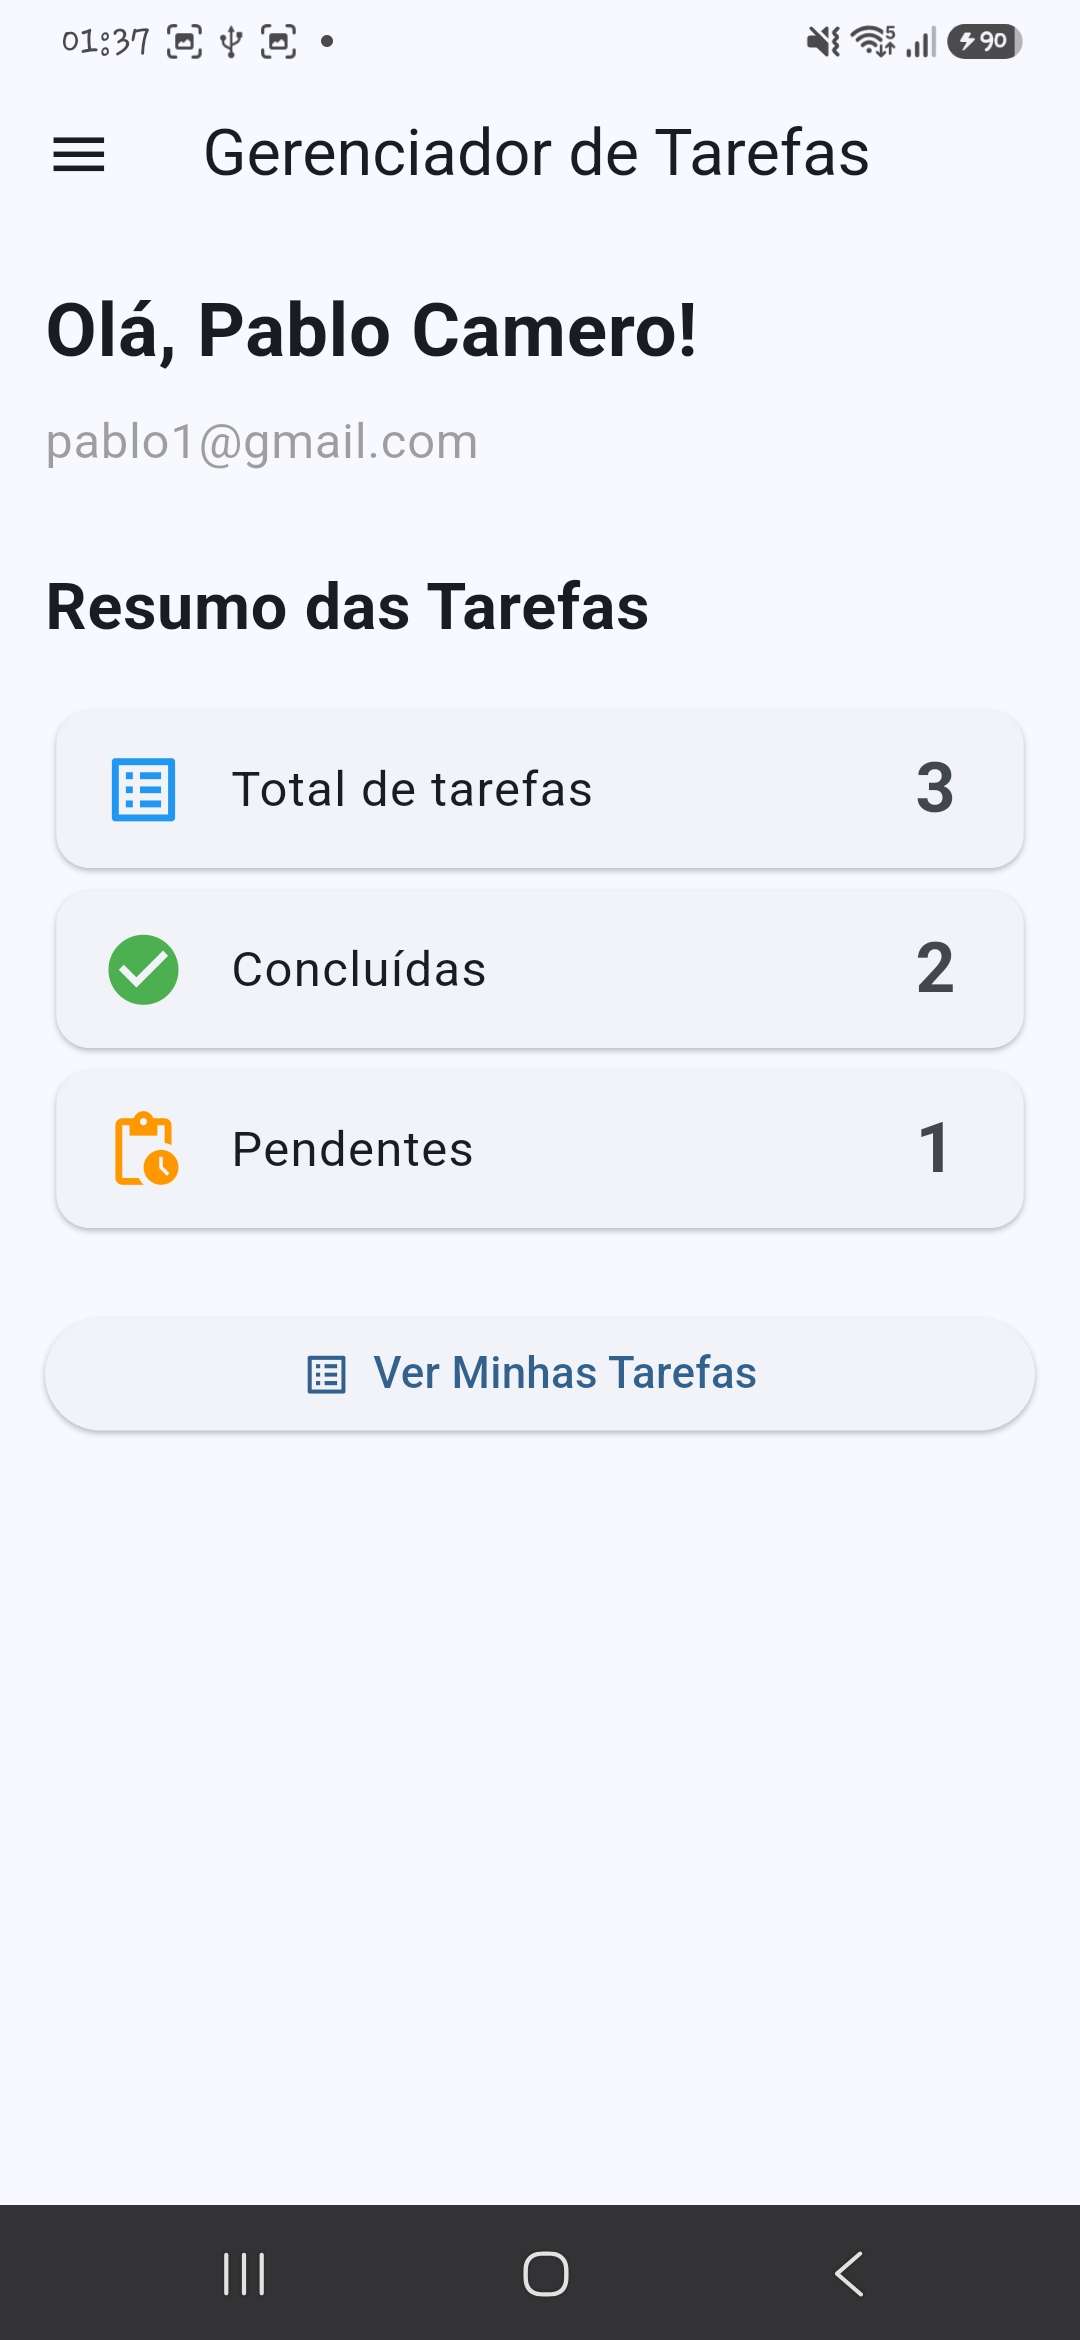 01:37
5
90
Gerenciador de Tarefas
Olá, Pablo Camero!
pablo1@gmail.com
Resumo das Tarefas
Total de tarefas 3
Concluídas 2
Pendentes 1
Ver Minhas Tarefas